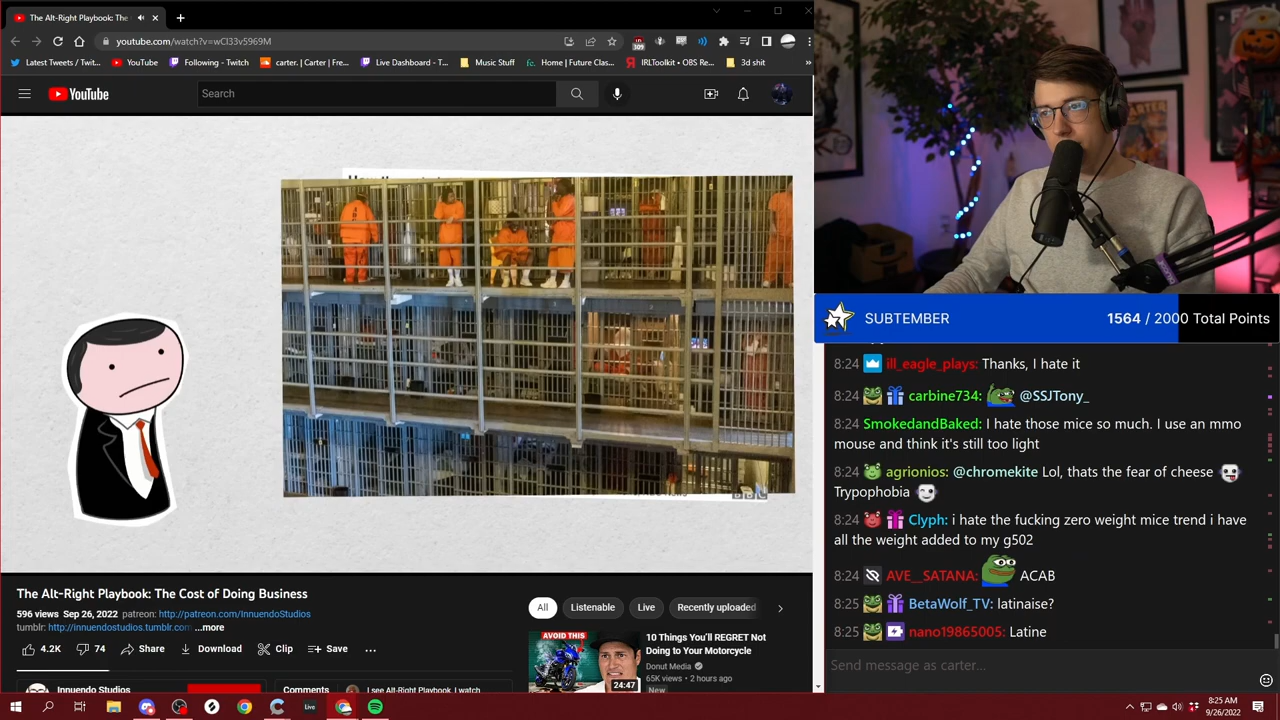 The Alt-Right Playbook: The
youtube.com/watch?v=wCl33v5969M
309
Latest Tweets / Twit...
YouTube
Following - Twitch
carter. | Carter | Fre...
Live Dashboard - T...
Music Stuff
Home | Future Clas...
IRLToolkit • OBS Re...
3d shit
»
YouTube
Search
BBC
The Alt-Right Playbook: The Cost of Doing Business
596 views Sep 26, 2022 patreon: http://patreon.com/InnuendoStudios
tumblr: http://innuendostudios.tumblr.com ...more
4.2K
74
Share
Download
Clip
Save
Innuendo Studios
Comments
I see Alt-Right Playbook, I watch
All
Listenable
Live
Recently uploaded
AVOID THIS
24:47
10 Things You'll REGRET Not
Doing to Your Motorcycle
Donut Media
65K views • 2 hours ago
New
SUBTEMBER
1564 / 2000 Total Points
8:24 ill_eagle_plays: Thanks, I hate it
8:24 carbine734: @SSJTony_
8:24 SmokedandBaked: I hate those mice so much. I use an mmo
mouse and think it's still too light
8:24 agrionios: @chromekite Lol, thats the fear of cheese
Trypophobia
8:24 Clyph: i hate the fucking zero weight mice trend i have
all the weight added to my g502
8:24 AVE__SATANA: ACAB
8:25 BetaWolf_TV: latinaise?
8:25 nano19865005: Latine
Send message as carter...
Live
8:25 AM
9/26/2022